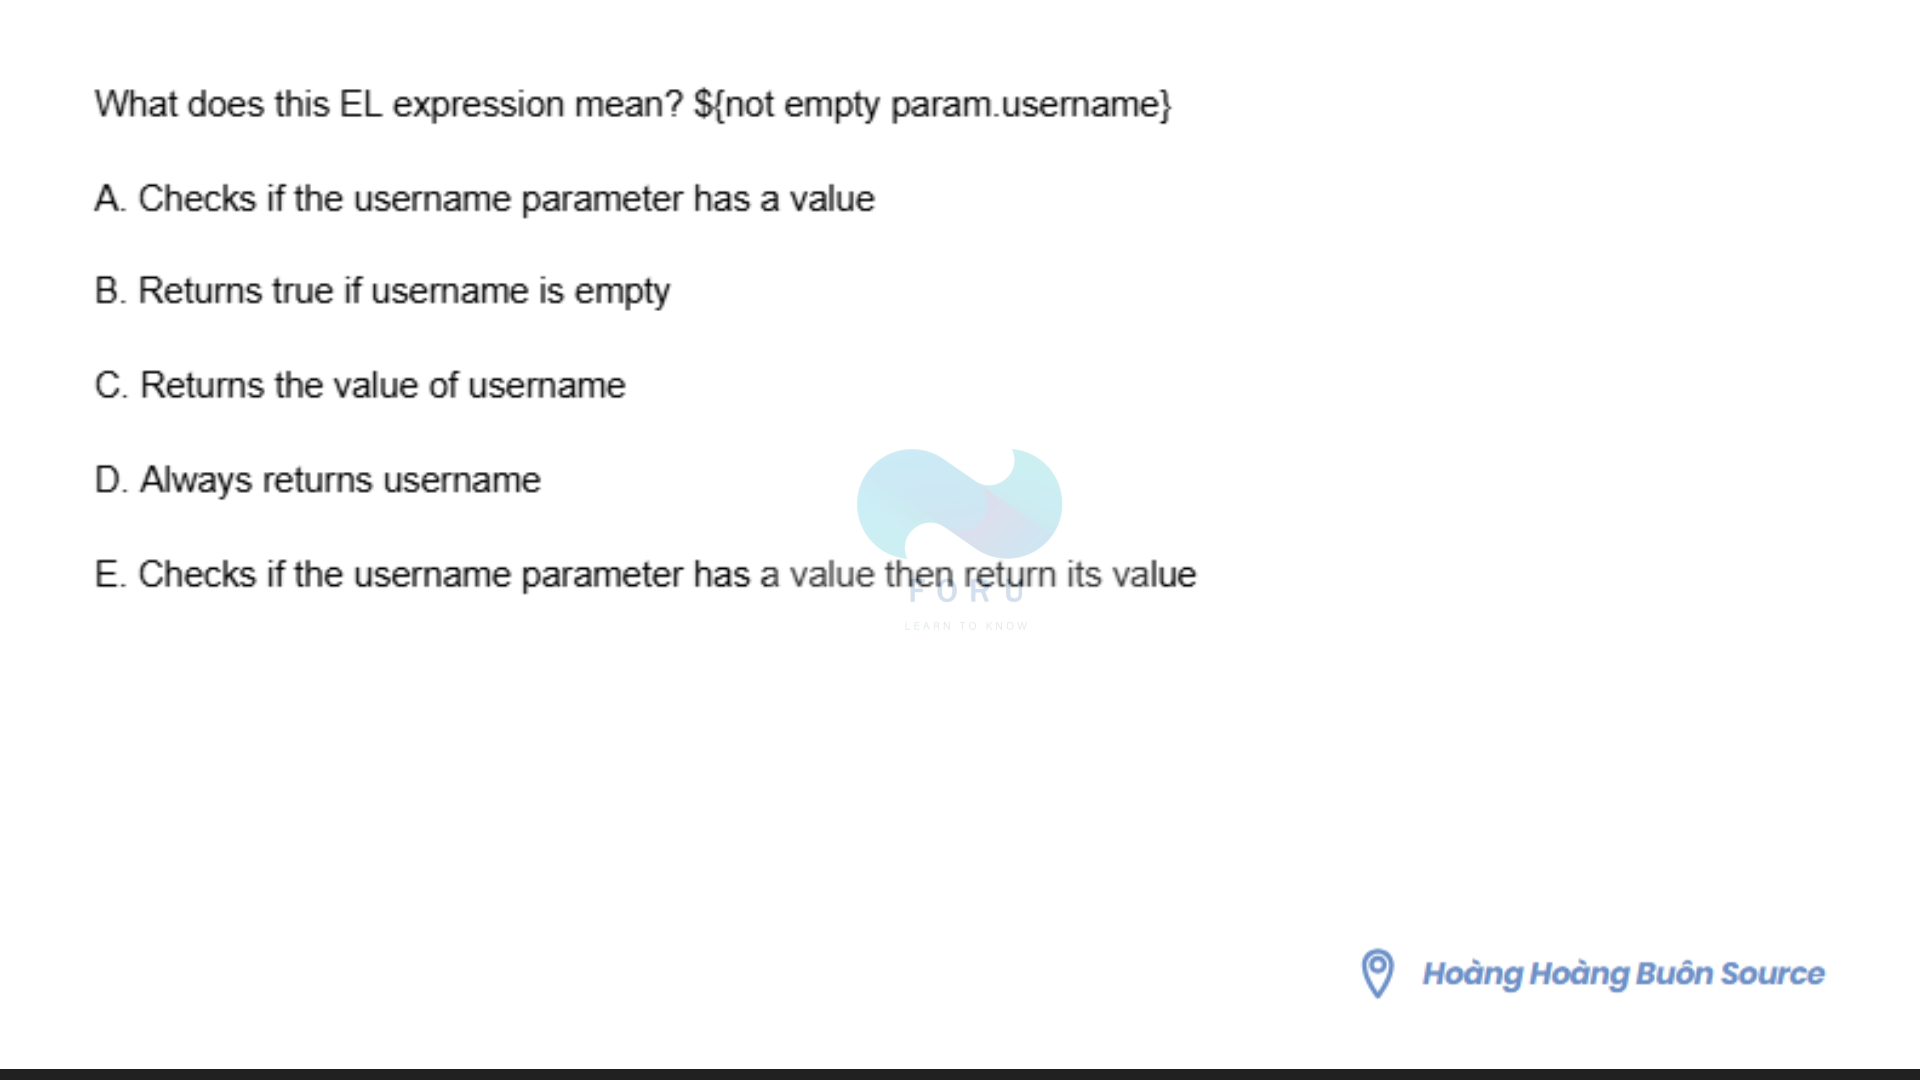 What does this EL expression mean? ${not empty param.username}
A. Checks if the username parameter has a value
B. Returns true if username is empty
C. Returns the value of username
D. Always returns username
E. Checks if the username parameter has a value then return its value
FORU
LEARN TO KNOW
Hoàng Hoàng Buôn Source